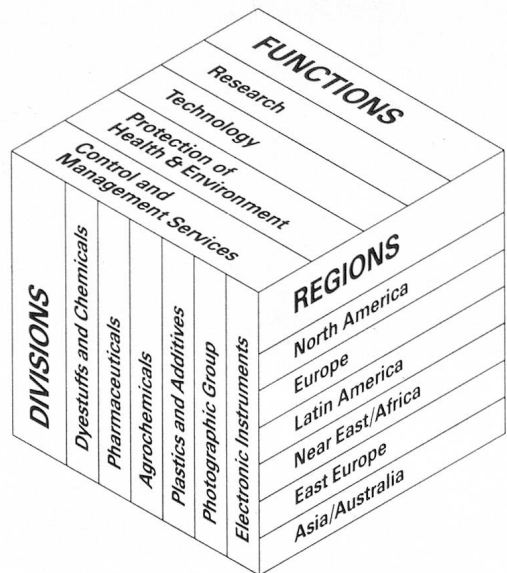 FUNCTIONS
Research
Technology
Protection of
Health & Environment
Control and
Management Services
DIVISIONS
Dyestuffs and Chemicals
Pharmaceuticals
Agrochemicals
Plastics and Additives
Photographic Group
Electronic Instruments
REGIONS
North America
Europe
Latin America
Near East/Africa
East Europe
Asia/Australia